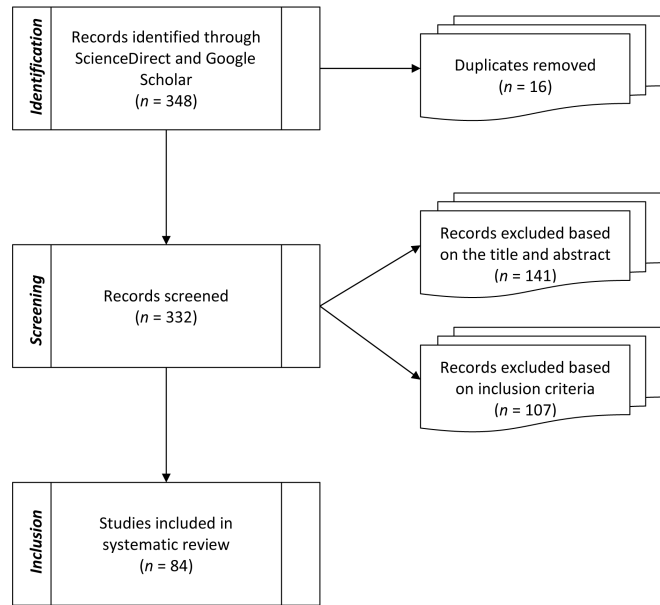 Identification
Records identified through
ScienceDirect and Google
Scholar
(n = 348)
Duplicates removed
(n = 16)
Screening
Records screened
(n = 332)
Records excluded based
on the title and abstract
(n = 141)
Records excluded based
on inclusion criteria
(n = 107)
Inclusion
Studies included in
systematic review
(n = 84)